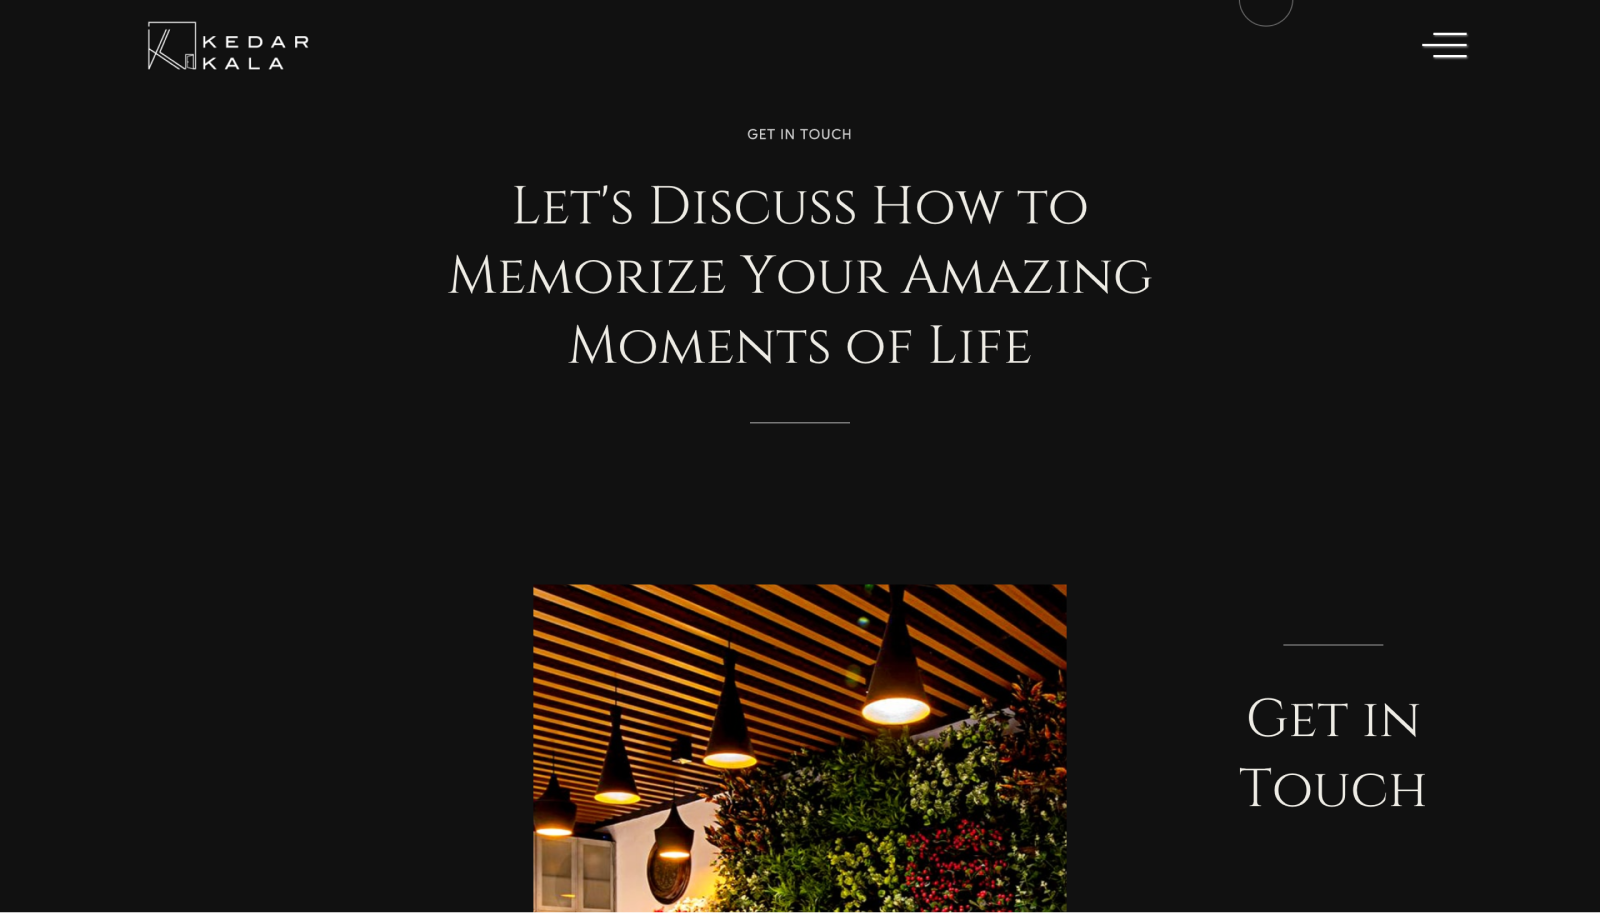 KEDAR
KALA
GET IN TOUCH
Let's Discuss How to
Memorize Your Amazing
Moments of Life
Get in
Touch